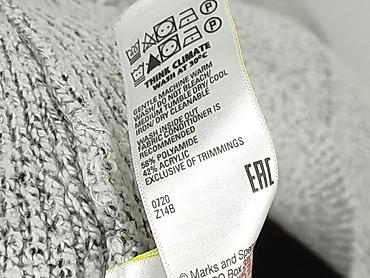 THINK CLIMATE
WASH AT 30°C
GENTLE MACHINE WARM
WASH/ DO NOT BLEACH/
MEDIUM TUMBLE DRY/ COOL
IRON/ DRY CLEANABLE
WASH INSIDE OUT
FABRIC CONDITIONER IS
RECOMMENDED
58% POLYAMIDE
42% ACRYLIC
EXCLUSIVE OF TRIMMINGS
0720
Z14B
EAC
© Marks and Spe
PO Box